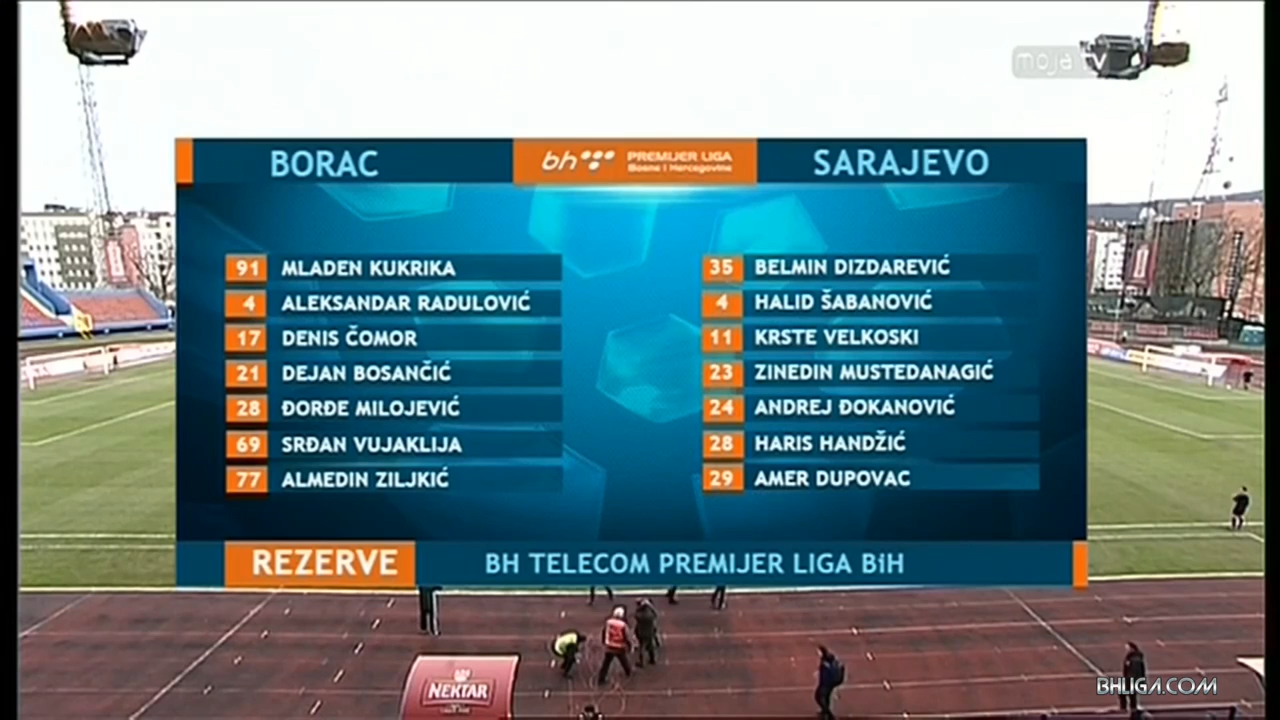 moja tv
BORAC
bh PREMIJER LIGA
Bosne i Hercegovine
SARAJEVO
91 MLADEN KUKRIKA
4 ALEKSANDAR RADULOVIĆ
17 DENIS ČOMOR
21 DEJAN BOSANČIĆ
28 ĐORĐE MILOJEVIĆ
69 SRĐAN VUJAKLIJA
77 ALMEDIN ZILJKIĆ
35 BELMIN DIZDAREVIĆ
4 HALID ŠABANOVIĆ
11 KRSTE VELKOSKI
23 ZINEDIN MUSTEDANAGIĆ
24 ANDREJ ĐOKANOVIĆ
28 HARIS HANDŽIĆ
29 AMER DUPOVAC
REZERVE
BH TELECOM PREMIJER LIGA BiH
NEKTAR
BHLIGA.COM